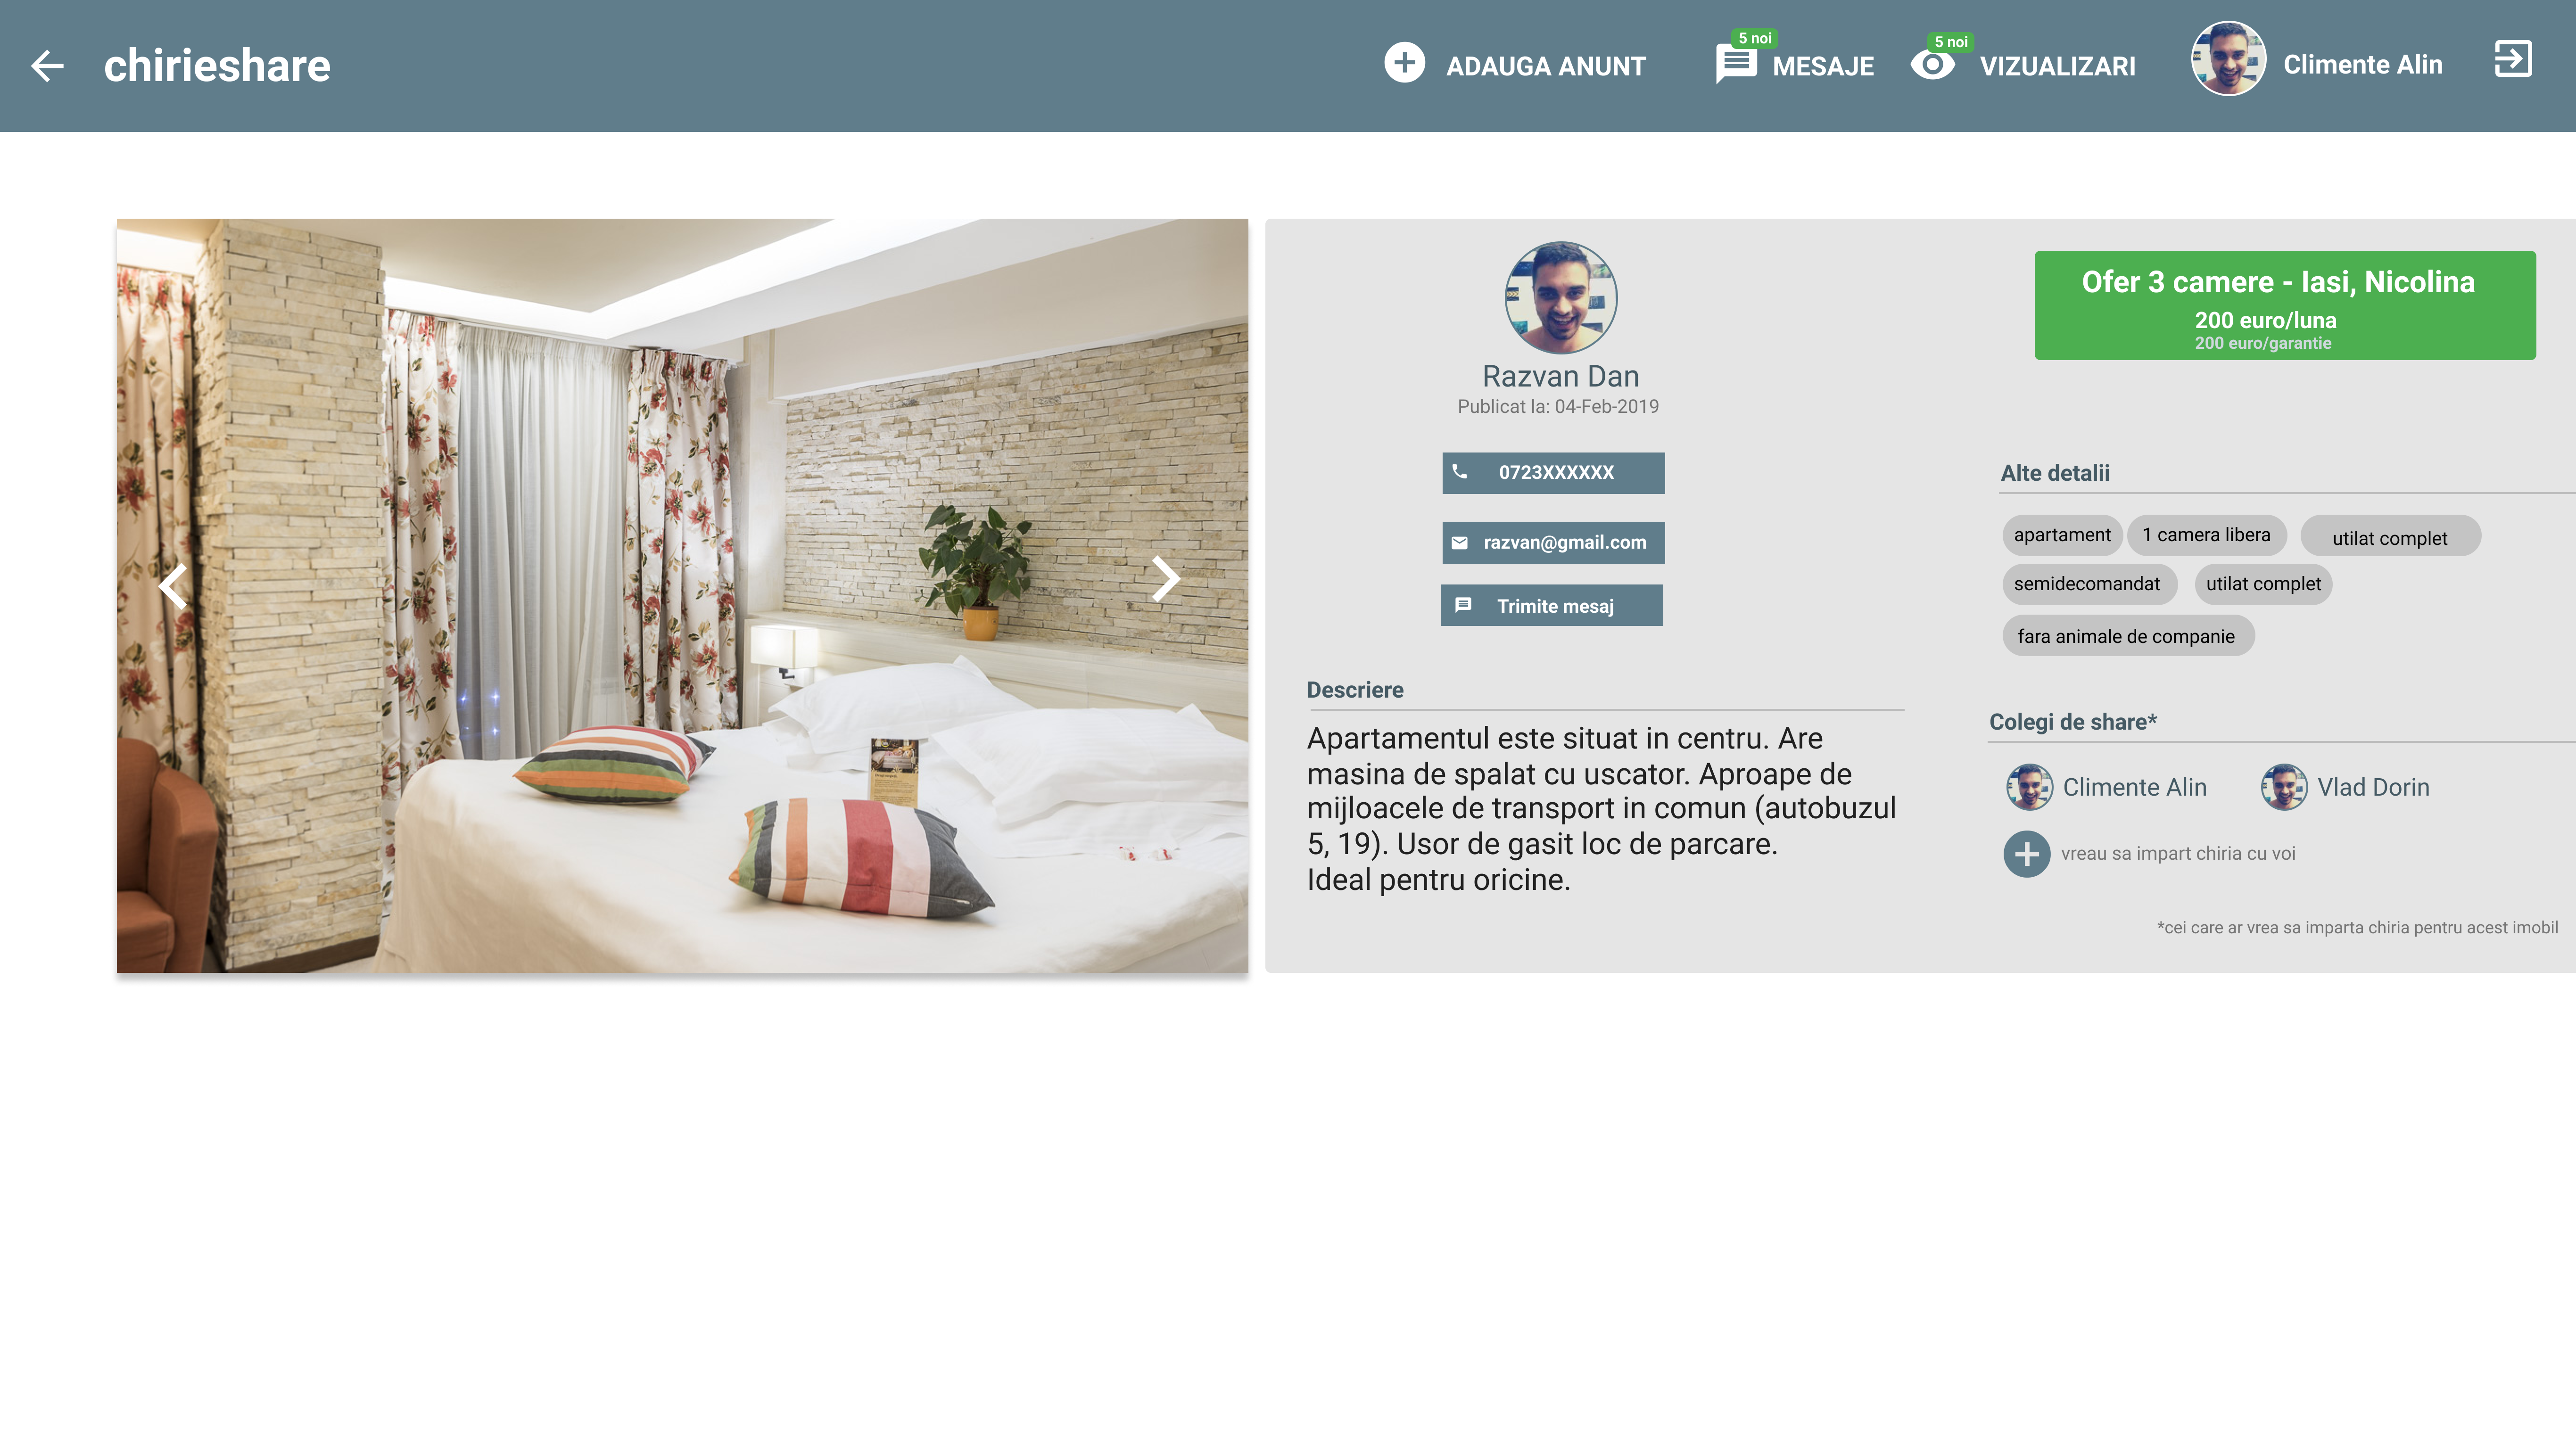 chirieshare
ADAUGA ANUNT
5 noi
MESAJE
5 noi
VIZUALIZARI
Climente Alin
Razvan Dan
Publicat la: 04-Feb-2019
0723XXXXXX
razvan@gmail.com
Trimite mesaj
Descriere
Apartamentul este situat in centru. Are
masina de spalat cu uscator. Aproape de
mijloacele de transport in comun (autobuzul
5, 19). Usor de gasit loc de parcare.
Ideal pentru oricine.
Ofer 3 camere - Iasi, Nicolina
200 euro/luna
200 euro/garantie
Alte detalii
apartament
1 camera libera
utilat complet
semidecomandat
utilat complet
fara animale de companie
Colegi de share*
Climente Alin
Vlad Dorin
vreau sa impart chiria cu voi
*cei care ar vrea sa imparta chiria pentru acest imobil